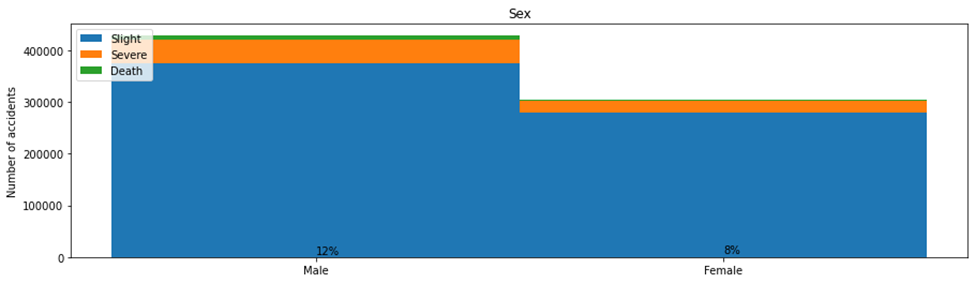 Sex
Slight
Severe
Death
Number of accidents
400000
300000
200000
100000
0
12%
8%
Male
Female